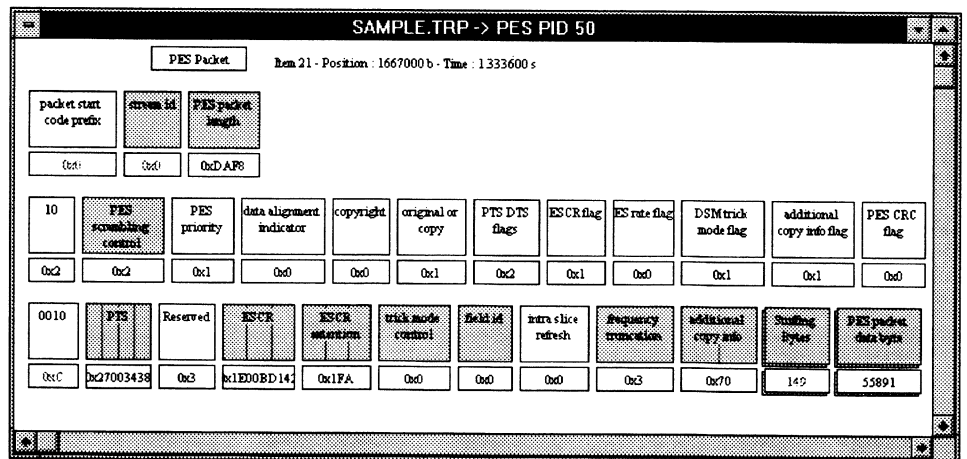 SAMPLE.TRP -> PES PID 50
PES Packet
Item 21 - Position : 1667000 b - Time : 1.333600 s
packet start code prefix
stream id
PES packet length
0x0
0x0
0xDAF8
10
PES scrambling control
PES priority
data alignment indicator
copyright
original or copy
PTS DTS flags
ESCR flag
ES rate flag
DSM trick mode flag
additional copy info flag
PES CRC flag
0x2
0x2
0x1
0x0
0x0
0x1
0x2
0x1
0x0
0x1
0x1
0x0
0010
PTS
Reserved
ESCR
ESCR
trick mode control
field id
intra slice refresh
frequency truncation
additional copy info
Stuffing Bytes
PES packet data byte
0xC
0x27003438
0x3
0x1E00BD142
0x1FA
0x0
0x0
0x0
0x3
0x70
149
55891